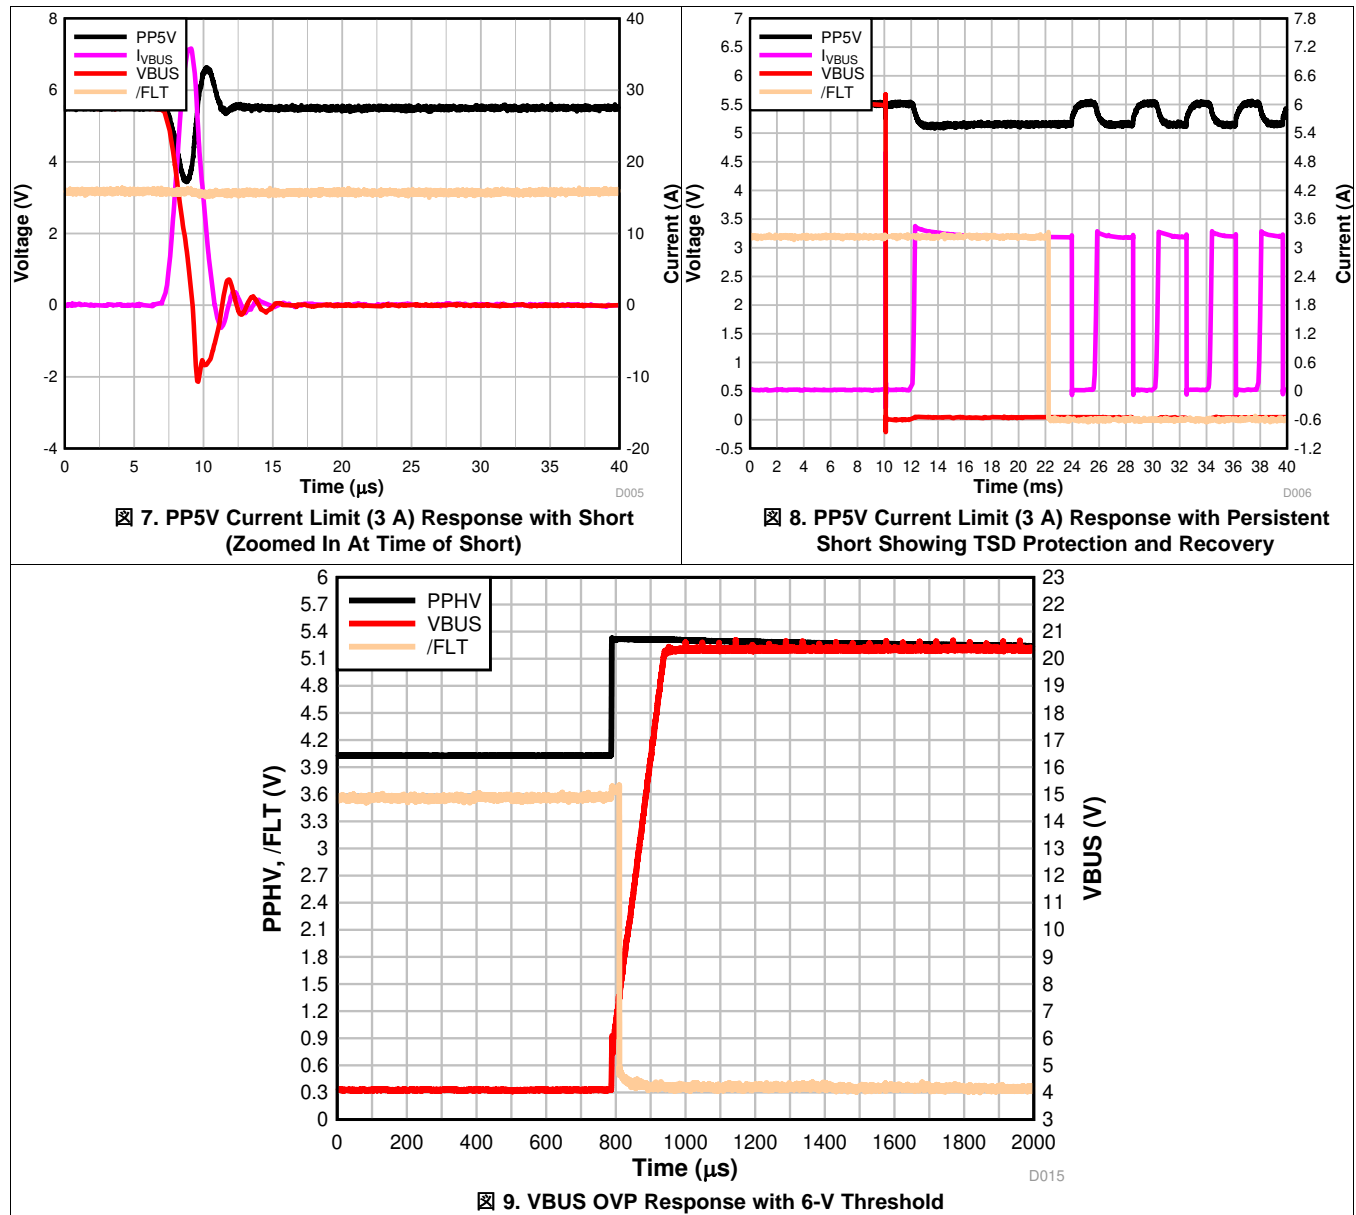 8
6
4
2
0
-2
-4
40
30
20
10
0
-10
-20
0 5 10 15 20 25 30 35 40
PP5V
IVBUS
VBUS
/FLT
Voltage (V)
Current (A)
Time (μs)
D005
図 7. PP5V Current Limit (3 A) Response with Short
(Zoomed In At Time of Short)
7
6.5
6
5.5
5
4.5
4
3.5
3
2.5
2
1.5
1
0.5
0
-0.5
7.8
7.2
6.6
6
5.4
4.8
4.2
3.6
3
2.4
1.8
1.2
0.6
0
-0.6
-1.2
0 2 4 6 8 10 12 14 16 18 20 22 24 26 28 30 32 34 36 38 40
PP5V
IVBUS
VBUS
/FLT
Voltage (V)
Current (A)
Time (ms)
D006
図 8. PP5V Current Limit (3 A) Response with Persistent
Short Showing TSD Protection and Recovery
6
5.7
5.4
5.1
4.8
4.5
4.2
3.9
3.6
3.3
3
2.7
2.4
2.1
1.8
1.5
1.2
0.9
0.6
0.3
0
23
22
21
20
19
18
17
16
15
14
13
12
11
10
9
8
7
6
5
4
3
0 200 400 600 800 1000 1200 1400 1600 1800 2000
PPHV
VBUS
/FLT
PPHV, /FLT (V)
VBUS (V)
Time (μs)
D015
図 9. VBUS OVP Response with 6-V Threshold